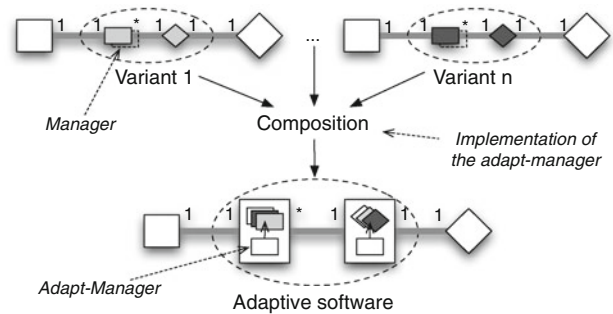 1 1 * 1 1 1
...
1 1 * 1 1 1
Variant 1
Variant n
Manager
Composition
Implementation of
the adapt-manager
1 1 * 1 1 1
Adapt-Manager
Adaptive software